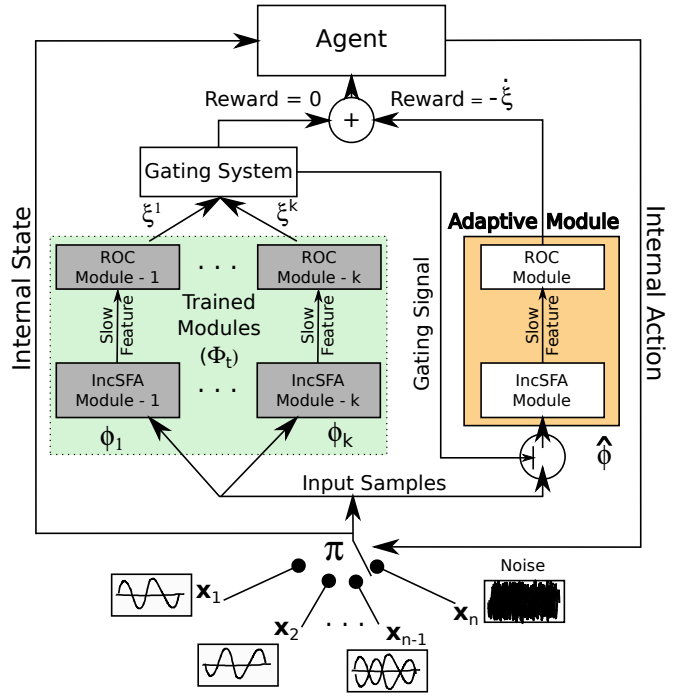 Agent
Reward = 0
Reward = -ξ̇
+
Gating System
ξ¹
ξᵏ
Adaptive Module
Internal State
Internal Action
Gating Signal
ROC
Module - 1
. . .
ROC
Module - k
ROC
Module
Slow
Feature
Trained
Modules
(Φₜ)
Slow
Feature
Slow
Feature
IncSFA
Module - 1
. . .
IncSFA
Module - k
IncSFA
Module
ϕ₁
ϕₖ
ϕ̂
Input Samples
π
Noise
x₁
x₂
. . .
xₙ₋₁
xₙ